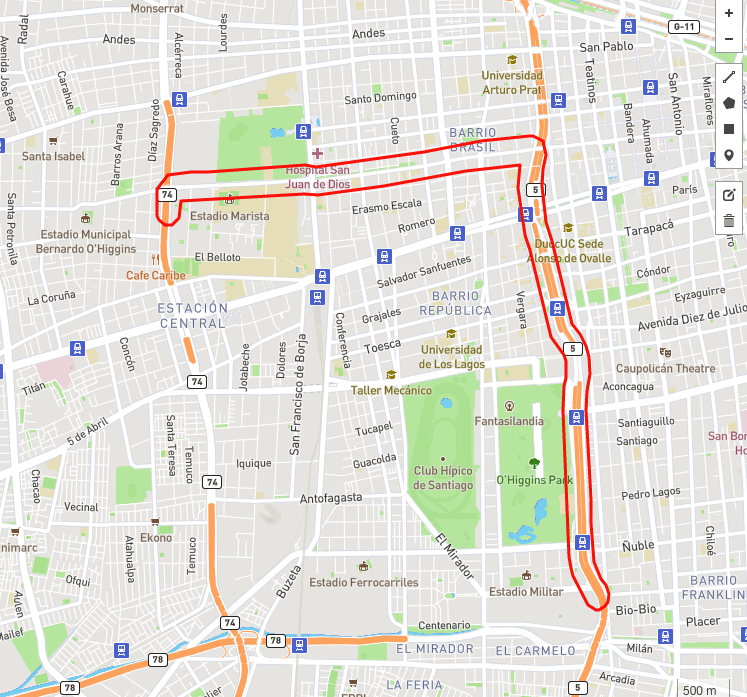 Monserrat
Radal
Andes
Alcérreca
Las Lourdes
Andes
San Pablo
G-11
Avenida José Besa
Carahue
Universidad
Arturo Prat
Teatinos
San Antonio
Miraflores
Santo Domingo
Cueto
Bandera
Ahumada
BARRIO
BRASIL
Santa Isabel
Barros Arana
Diaz Sagredo
Hospital San
Juan de Dios
74
5
París
Santa Petronila
Estadio Marista
Erasmo Escala
Romero
Estadio Municipal
Bernardo O'Higgins
Tarapacá
DuocUC Sede
Alonso de Ovalle
El Belloto
Cafe Caribe
Salvador Sanfuentes
Cóndor
La Coruña
ESTACIÓN
CENTRAL
BARRIO
REPÚBLICA
Vergara
Eyzaguirre
Avenida Diez de Julio
Grajales
Conferencia
Toesca
Universidad
de Los Lagos
5
Caupolicán Theatre
Concón
Jotabeche
Dolores
San Francisco de Borja
Titán
74
Taller Mecánico
Aconcagua
Fantasilandia
Santiaguillo
Santiago
5 de Abril
Santa Teresa
Temuco
Tucapel
Guacolda
San Bor
Iquique
Club Hípico
de Santiago
O'Higgins Park
Chacao
74
Pedro Lagos
Antofagasta
Vecinal
nimarc
Ekono
Atahualpa
Temuco
El Mirador
Ñuble
Chiloé
Ofqui
Buzeta
Estadio Ferrocarriles
Estadio Militar
BARRIO
FRANKLIN
Aulen
Bio-Bio
Placer
Mailef
74
78
Centenario
78
EL MIRADOR
EL CARMELO
Milán
78
LA FERIA
5
Arcadia
500 m